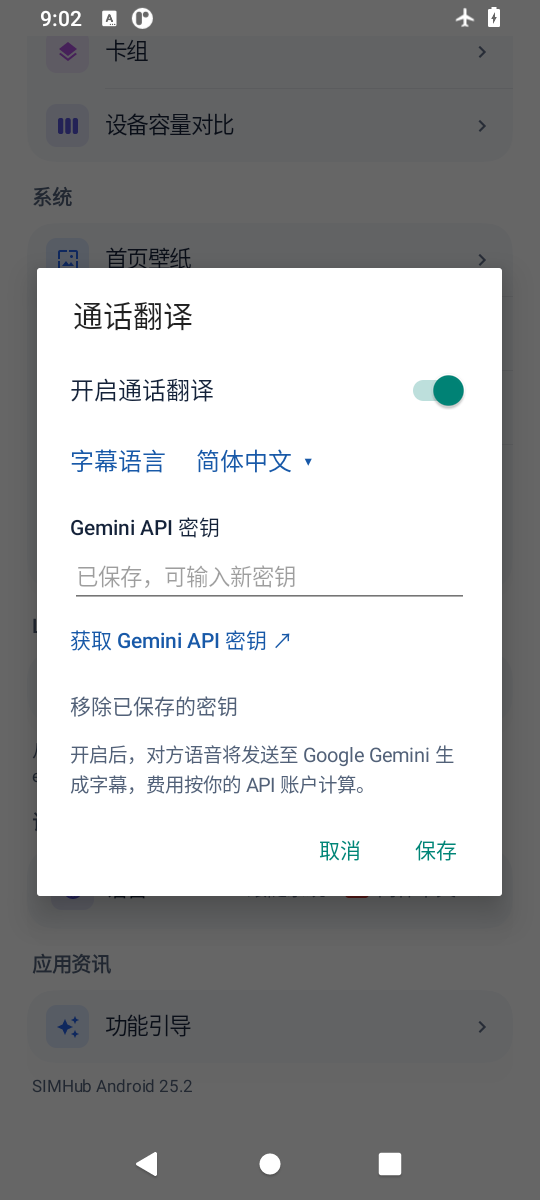 9:02
卡组
设备容量对比
系统
首页壁纸
通话翻译
开启通话翻译
字幕语言 简体中文 ▾
Gemini API 密钥
已保存，可输入新密钥
获取 Gemini API 密钥 ↗
移除已保存的密钥
开启后，对方语音将发送至 Google Gemini 生
成字幕，费用按你的 API 账户计算。
取消 保存
应用资讯
功能引导
SIMHub Android 25.2